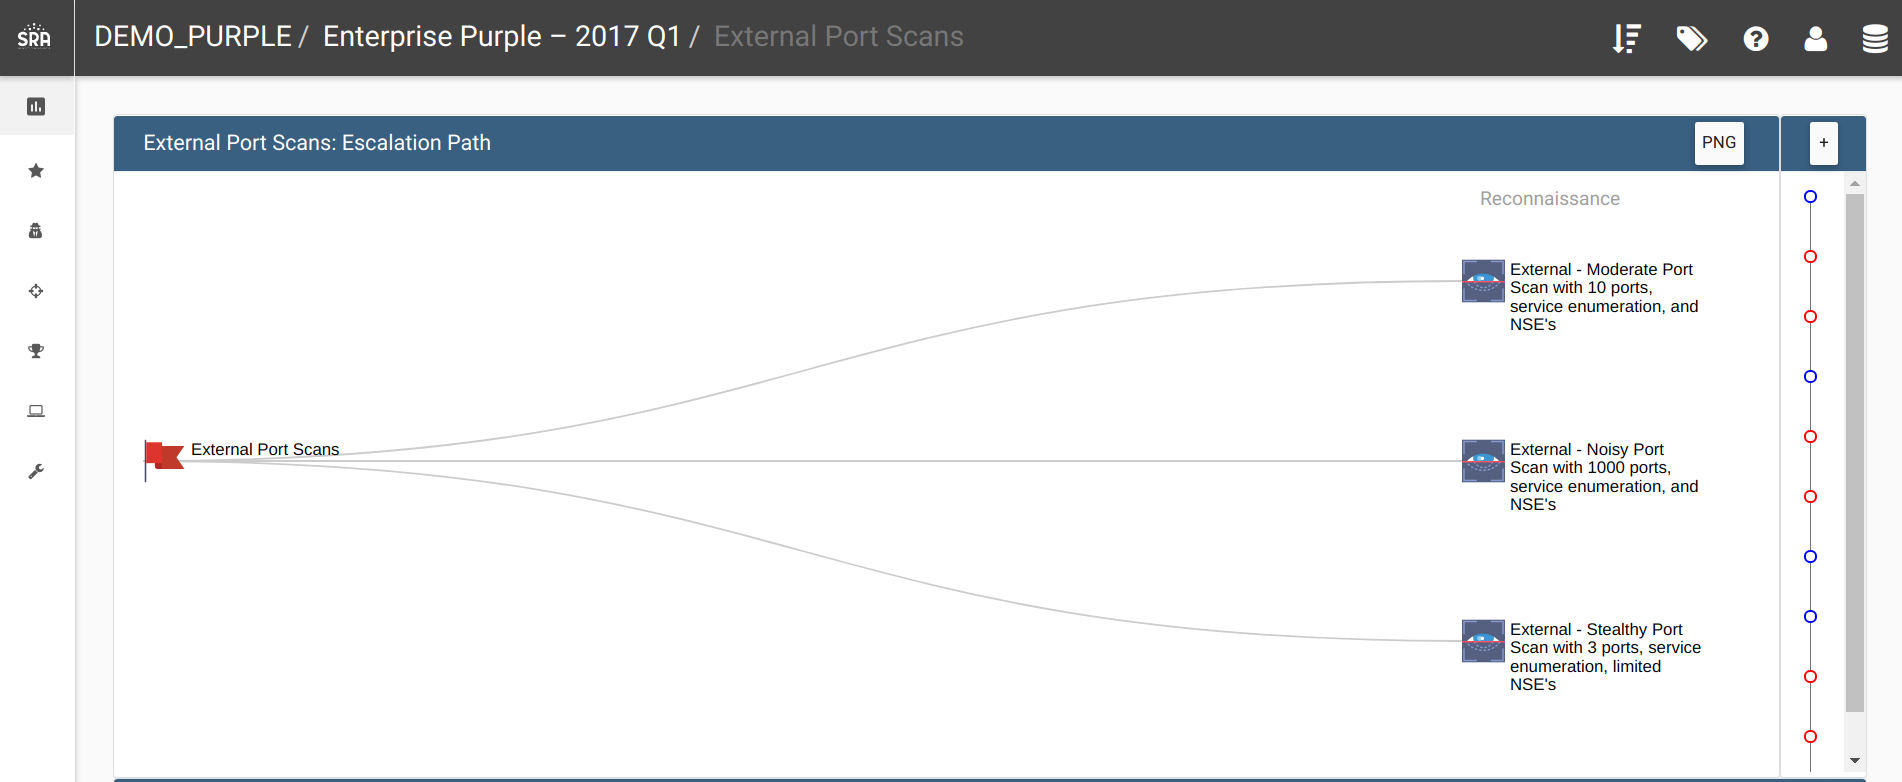 SRA
DEMO_PURPLE / Enterprise Purple – 2017 Q1 / External Port Scans
External Port Scans: Escalation Path
PNG
+
Reconnaissance
External - Moderate Port
Scan with 10 ports,
service enumeration, and
NSE's
External Port Scans
External - Noisy Port
Scan with 1000 ports,
service enumeration, and
NSE's
External - Stealthy Port
Scan with 3 ports, service
enumeration, limited
NSE's